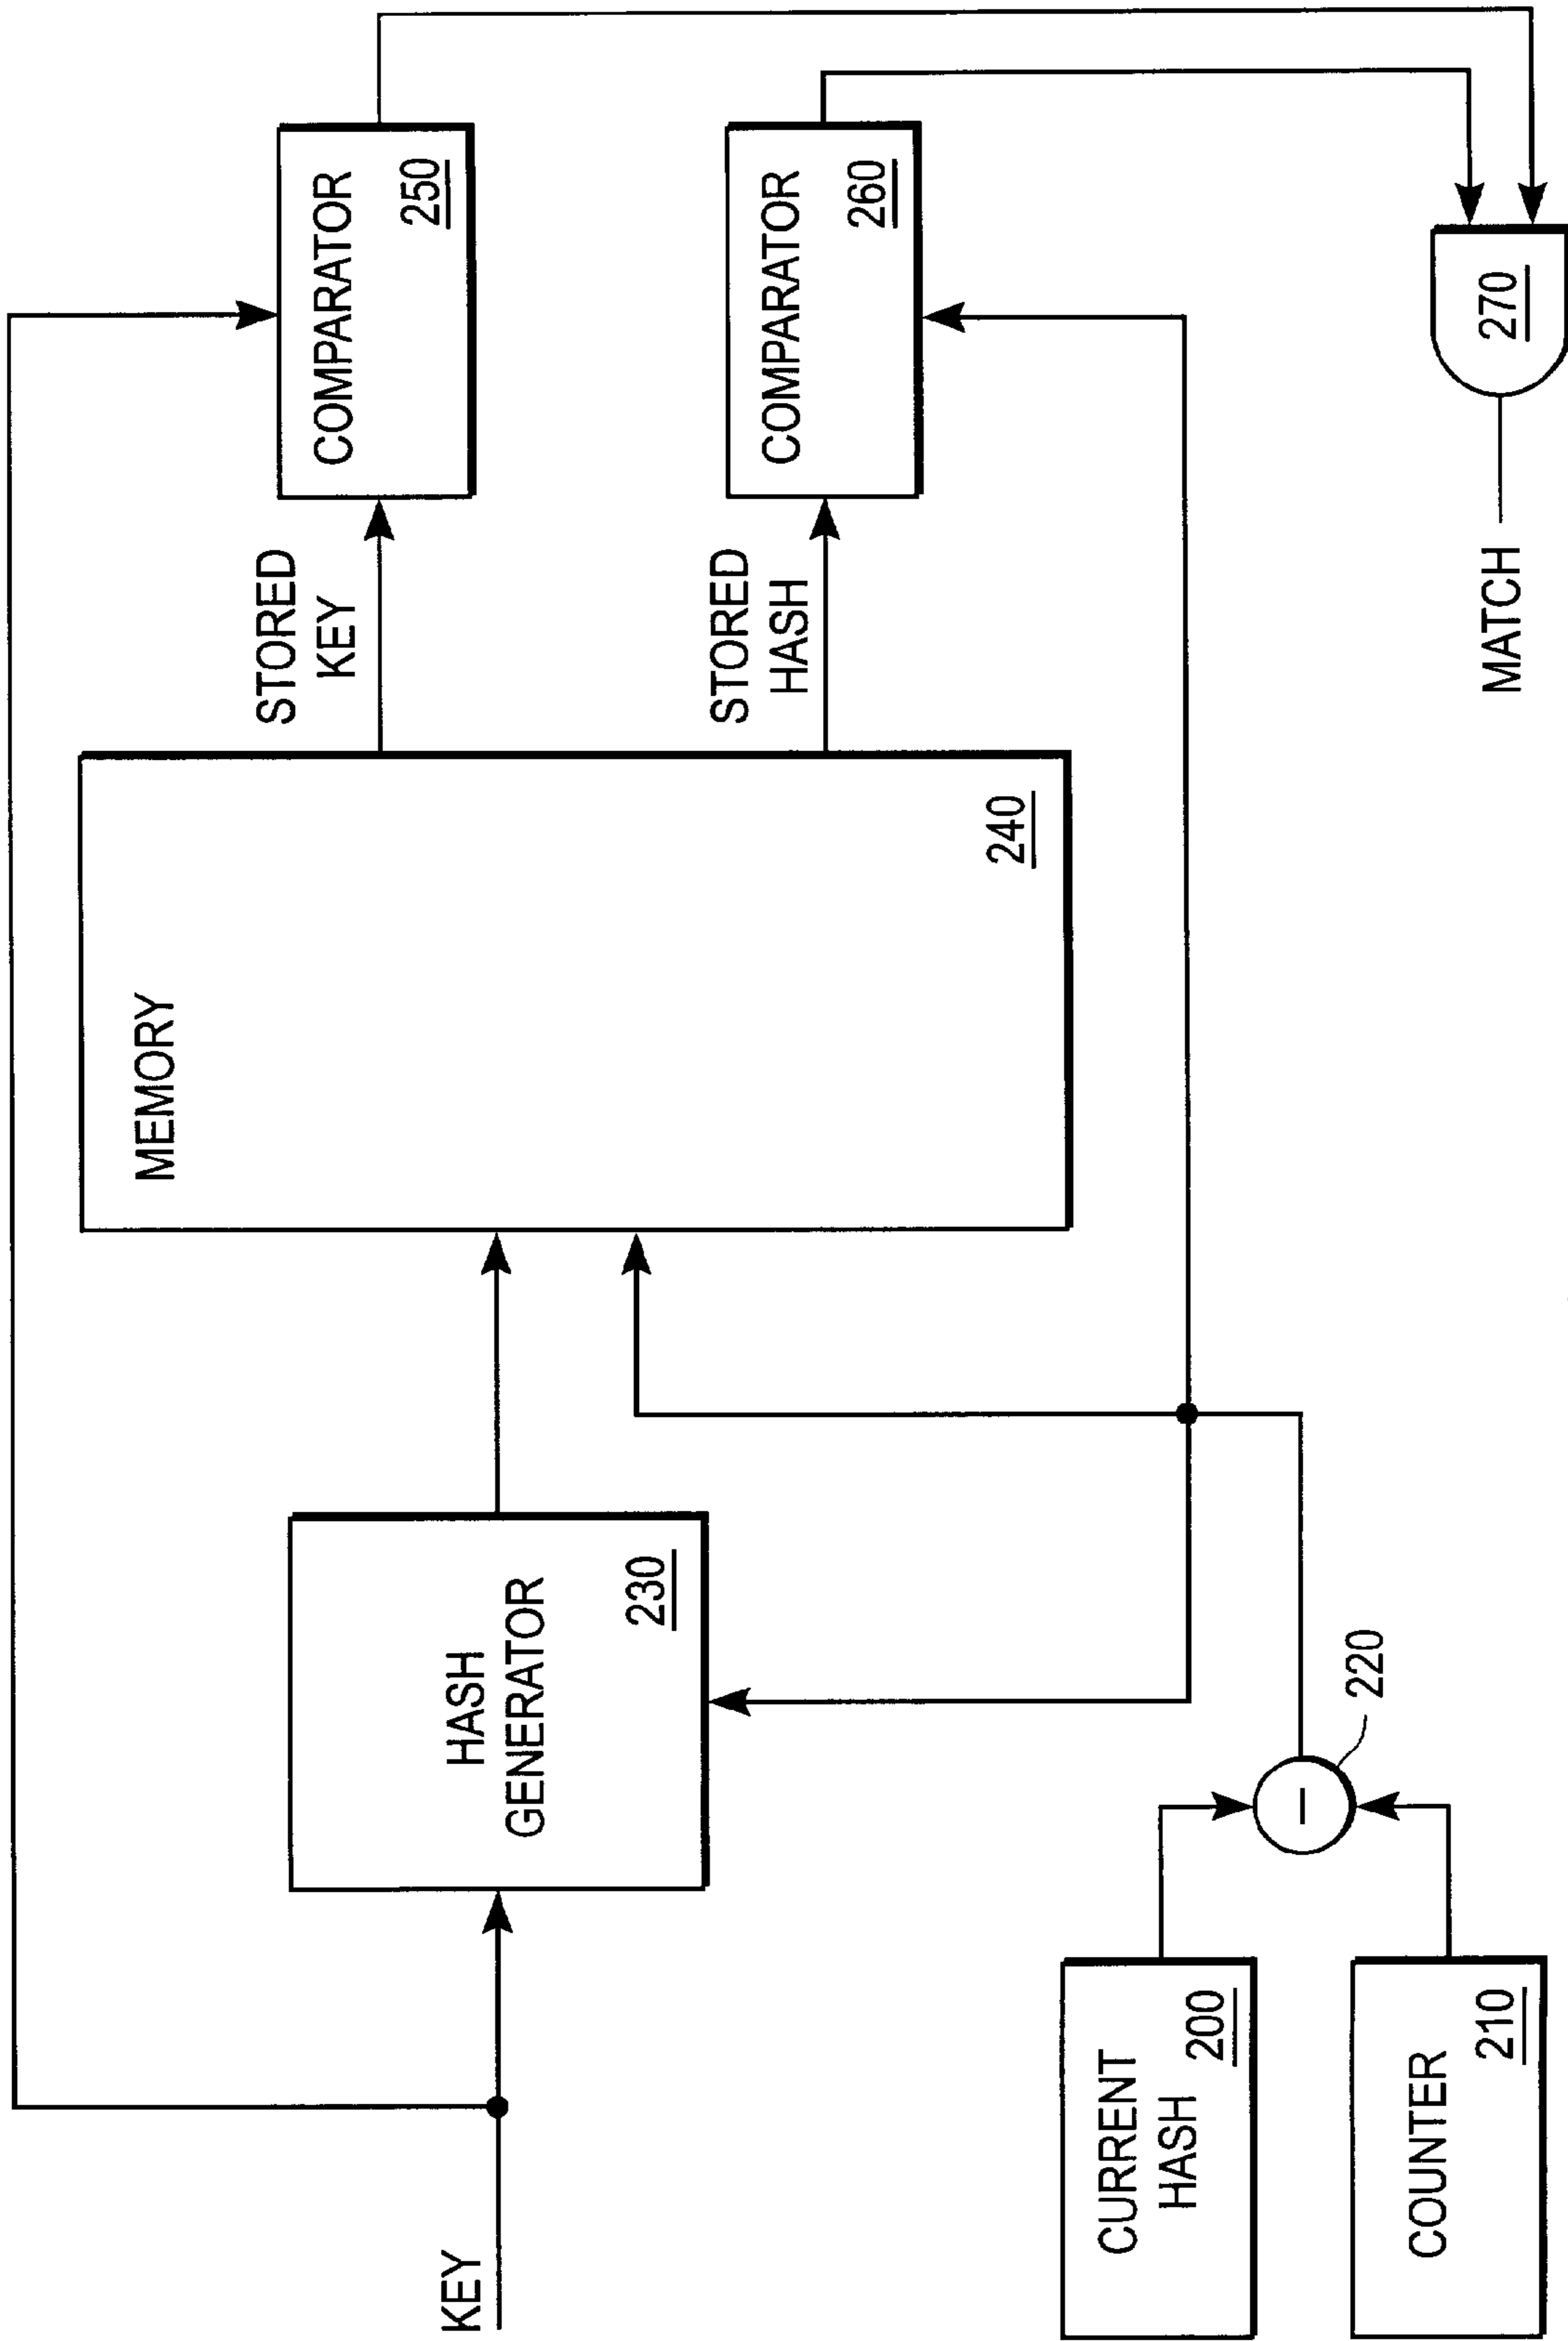 KEY
HASH
GENERATOR
230
MEMORY
240
STORED
KEY
STORED
HASH
COMPARATOR
250
COMPARATOR
260
CURRENT
HASH
200
COUNTER
210
220
MATCH
270